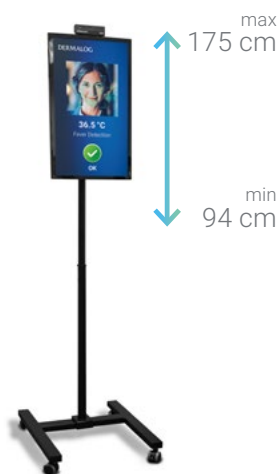 max
175 cm
DERMALOG
36.5 °C
Fever Detection
OK
min
94 cm